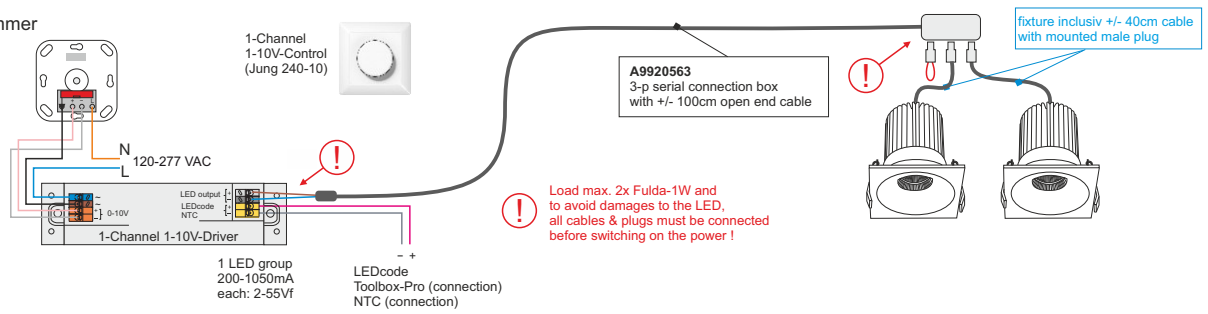 mmer
1-Channel
1-10V-Control
(Jung 240-10)
N
120-277 VAC
L
LED output
+
−
LEDcode
NTC
+
−
~
~
+
−
0-10V
1-Channel 1-10V-Driver
1 LED group
200-1050mA
each: 2-55Vf
− +
LEDcode
Toolbox-Pro (connection)
NTC (connection)
!
A9920563
3-p serial connection box
with +/- 100cm open end cable
!
fixture inclusiv +/- 40cm cable
with mounted male plug
!
Load max. 2x Fulda-1W and
to avoid damages to the LED,
all cables & plugs must be connected
before switching on the power !